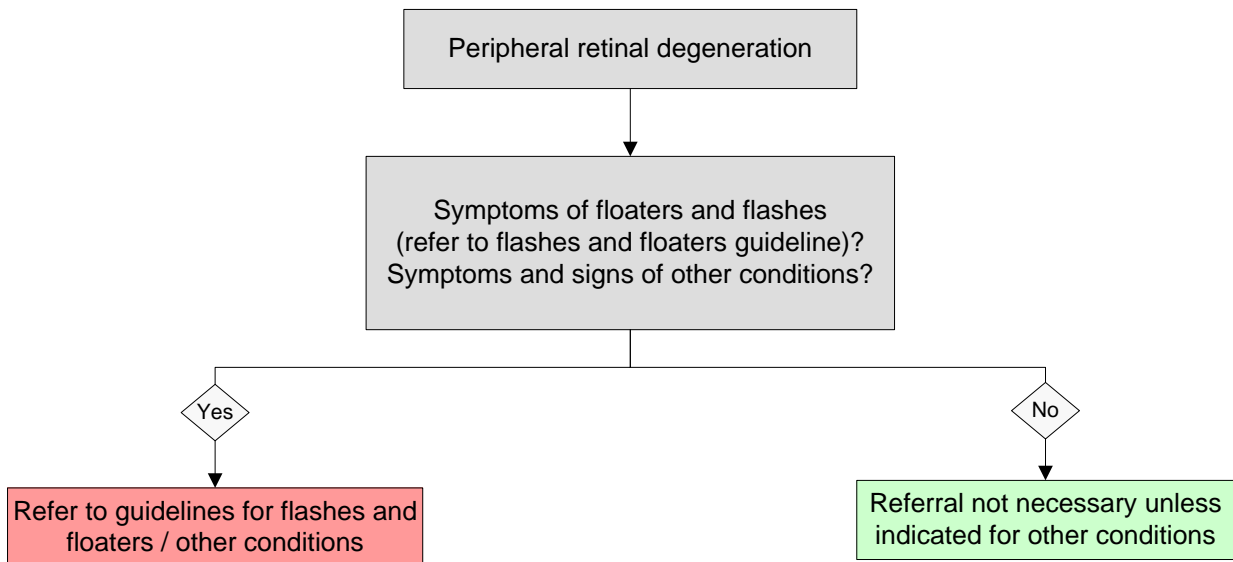 Peripheral retinal degeneration
Symptoms of floaters and flashes
(refer to flashes and floaters guideline)?
Symptoms and signs of other conditions?
Yes
No
Refer to guidelines for flashes and
floaters / other conditions
Referral not necessary unless
indicated for other conditions